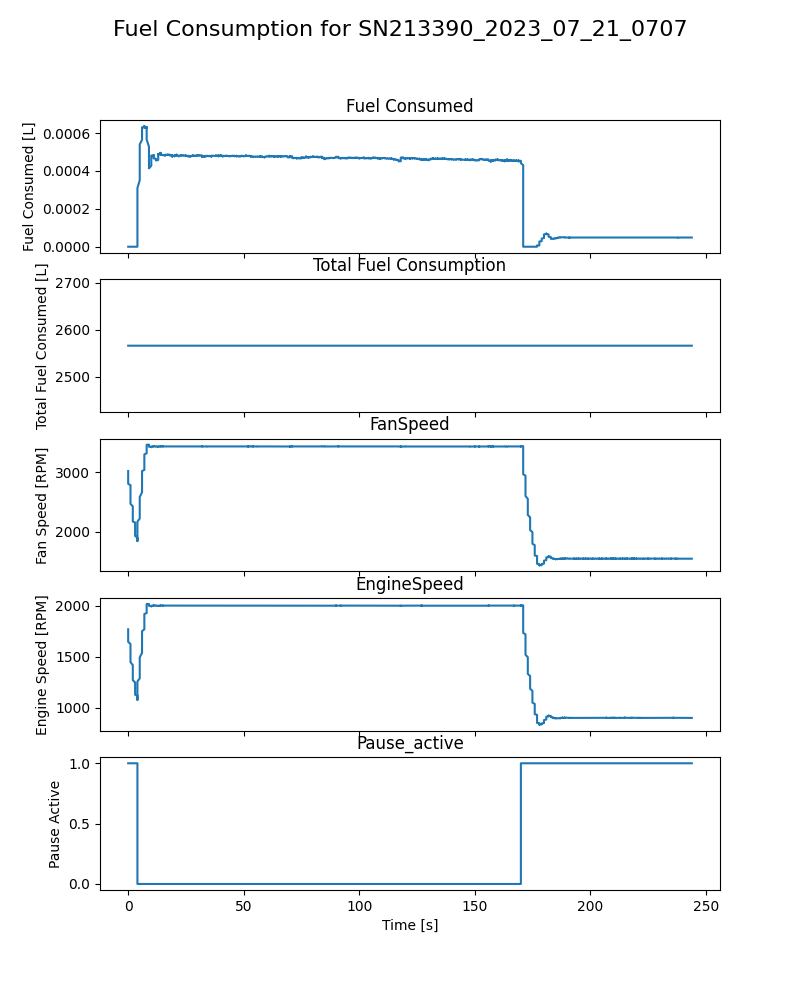 Fuel Consumption for SN213390_2023_07_21_0707
Fuel Consumed
Fuel Consumed [L]
0.0006
0.0004
0.0002
0.0000
Total Fuel Consumption
Total Fuel Consumed [L]
2700
2600
2500
FanSpeed
Fan Speed [RPM]
3000
2000
EngineSpeed
Engine Speed [RPM]
2000
1500
1000
Pause_active
Pause Active
1.0
0.5
0.0
0 50 100 150 200 250
Time [s]